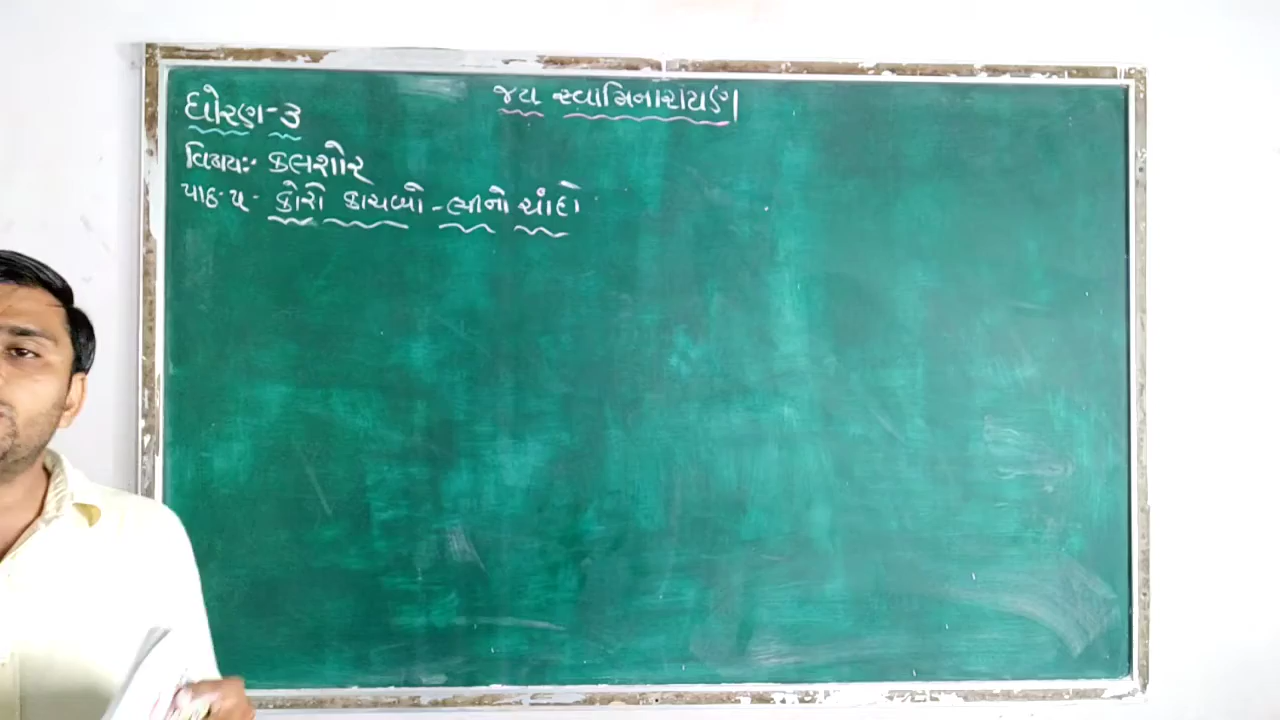 જય સ્વામિનારાયણ
ધોરણ-૩
વિષયઃ- કલશોર
પાઠ-૫- કોરો કાચબો - ભીનો ચાંદો